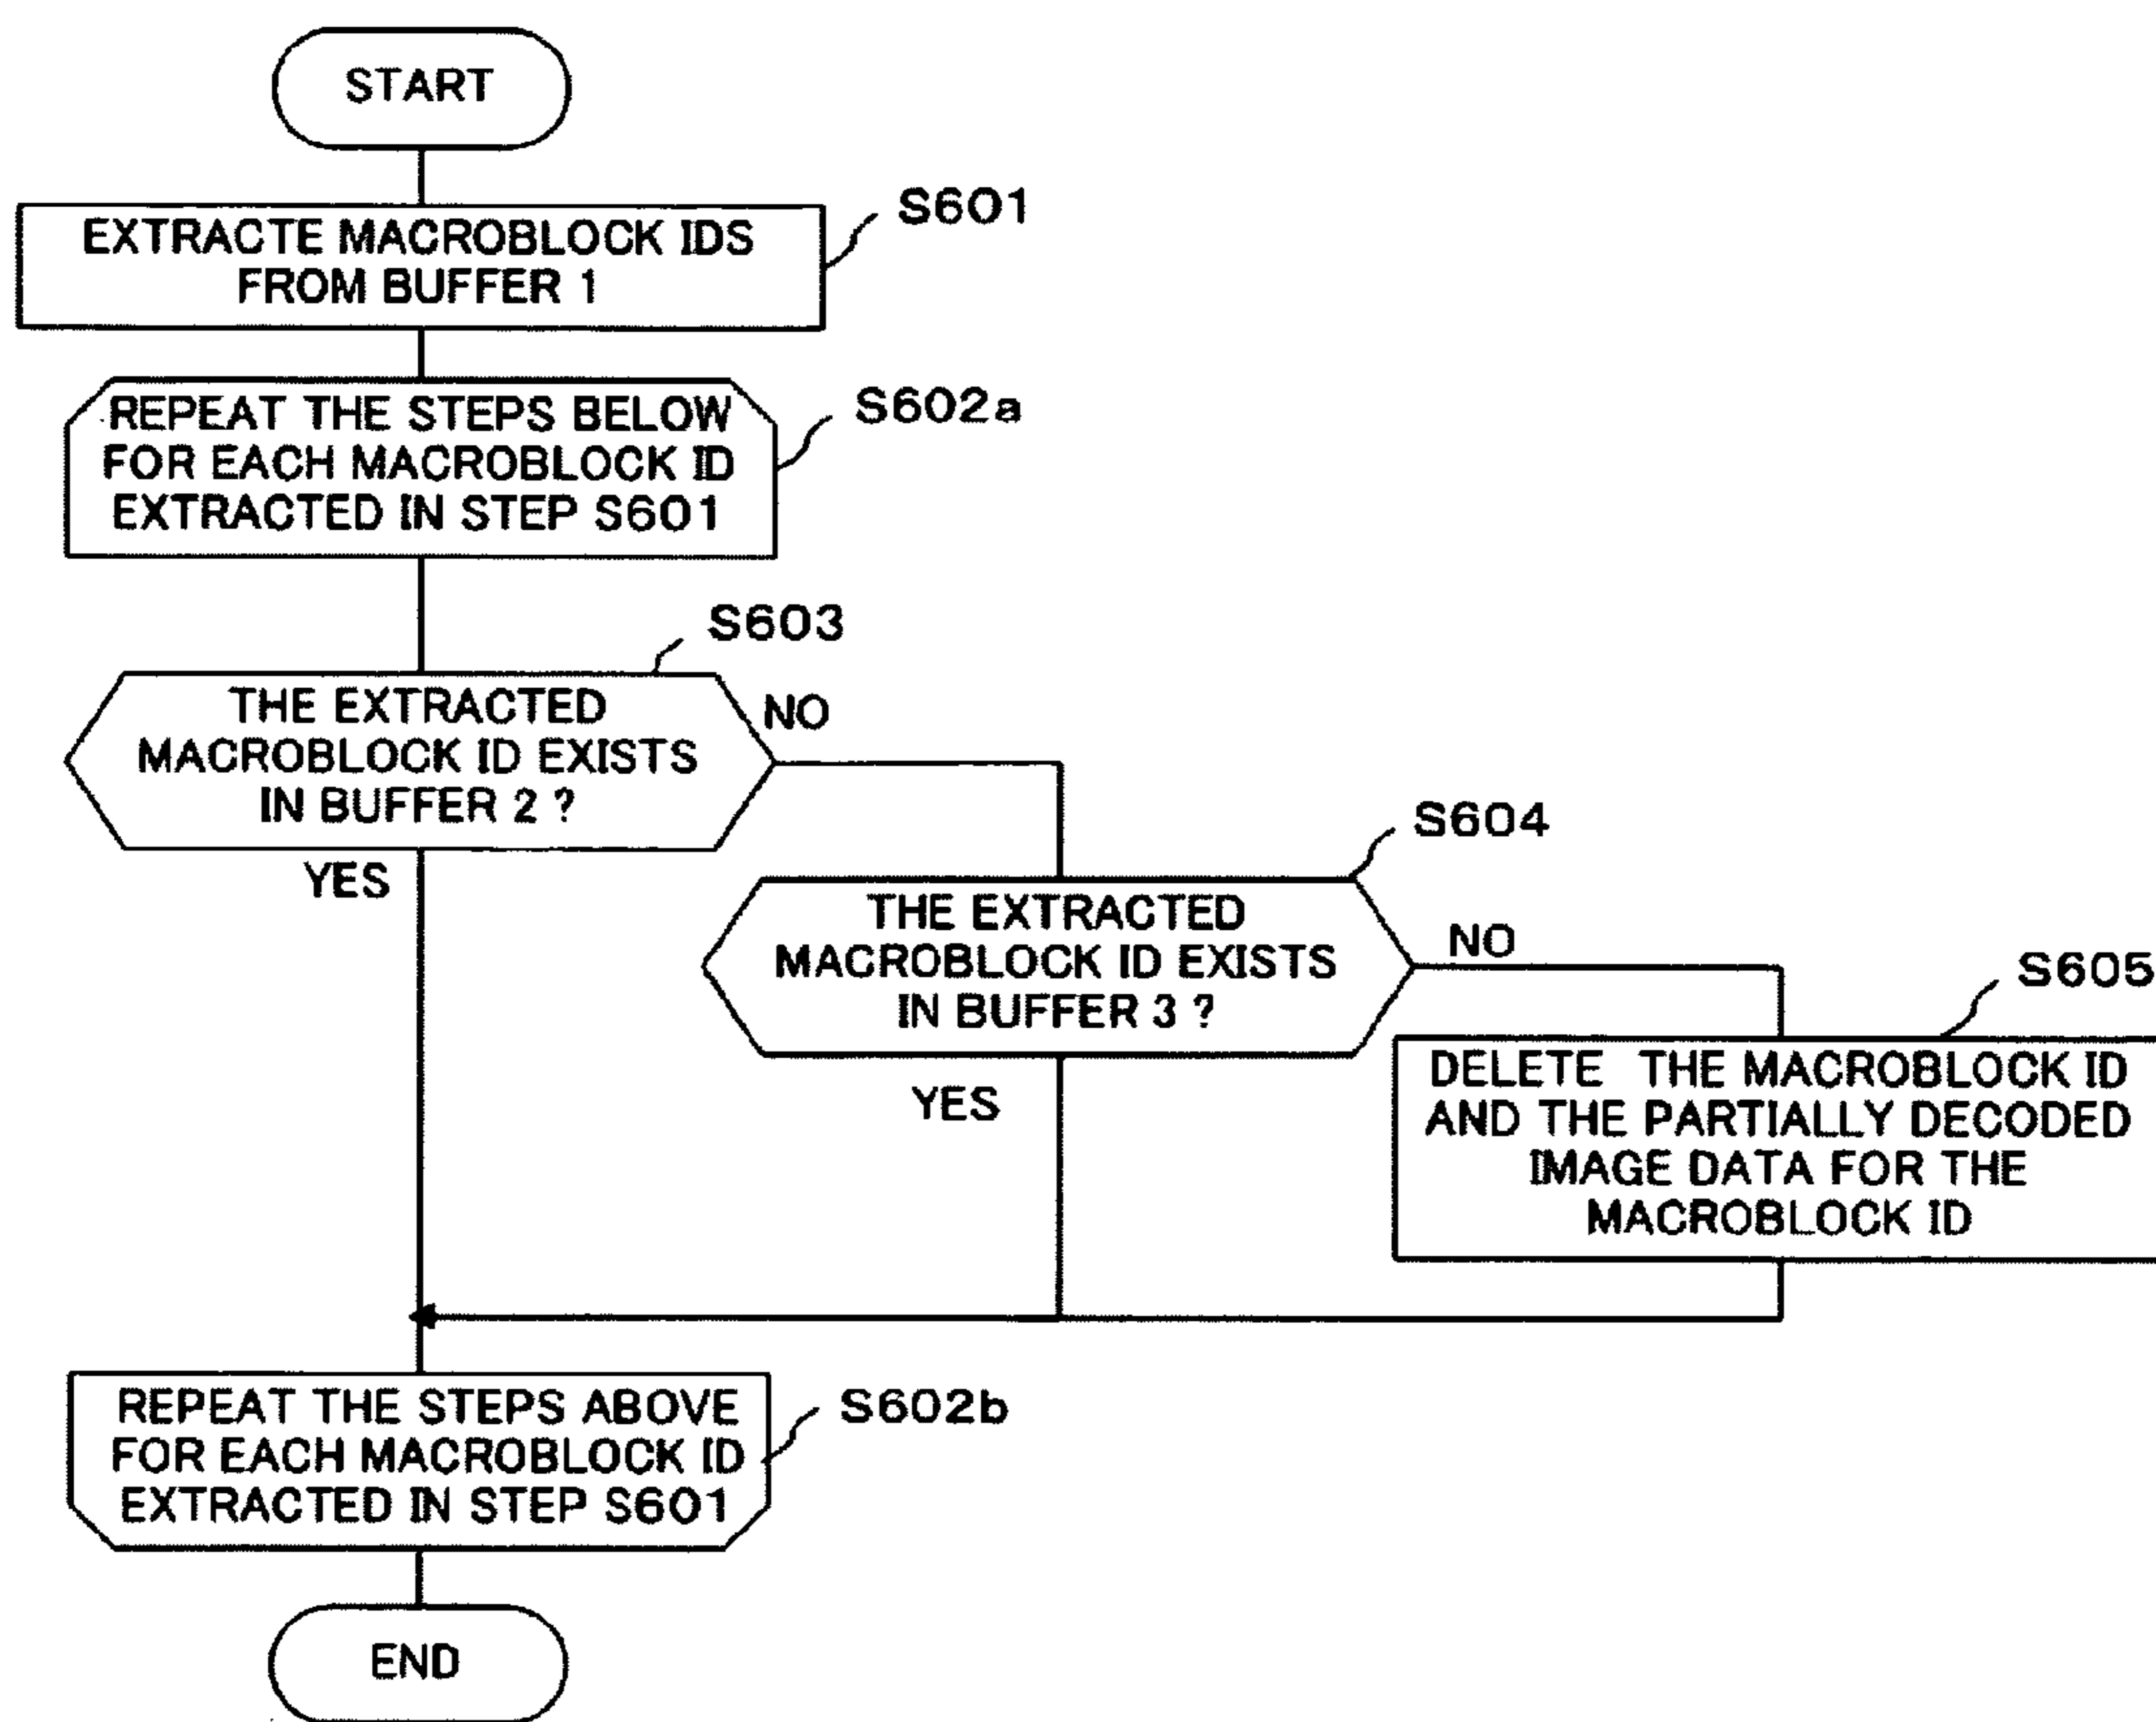 START
S601
EXTRACTE MACROBLOCK IDS
FROM BUFFER 1
S602a
REPEAT THE STEPS BELOW
FOR EACH MACROBLOCK ID
EXTRACTED IN STEP S601
S603
THE EXTRACTED
MACROBLOCK ID EXISTS
IN BUFFER 2 ?
NO
YES
S604
THE EXTRACTED
MACROBLOCK ID EXISTS
IN BUFFER 3 ?
NO
YES
S605
DELETE THE MACROBLOCK ID
AND THE PARTIALLY DECODED
IMAGE DATA FOR THE
MACROBLOCK ID
S602b
REPEAT THE STEPS ABOVE
FOR EACH MACROBLOCK ID
EXTRACTED IN STEP S601
END